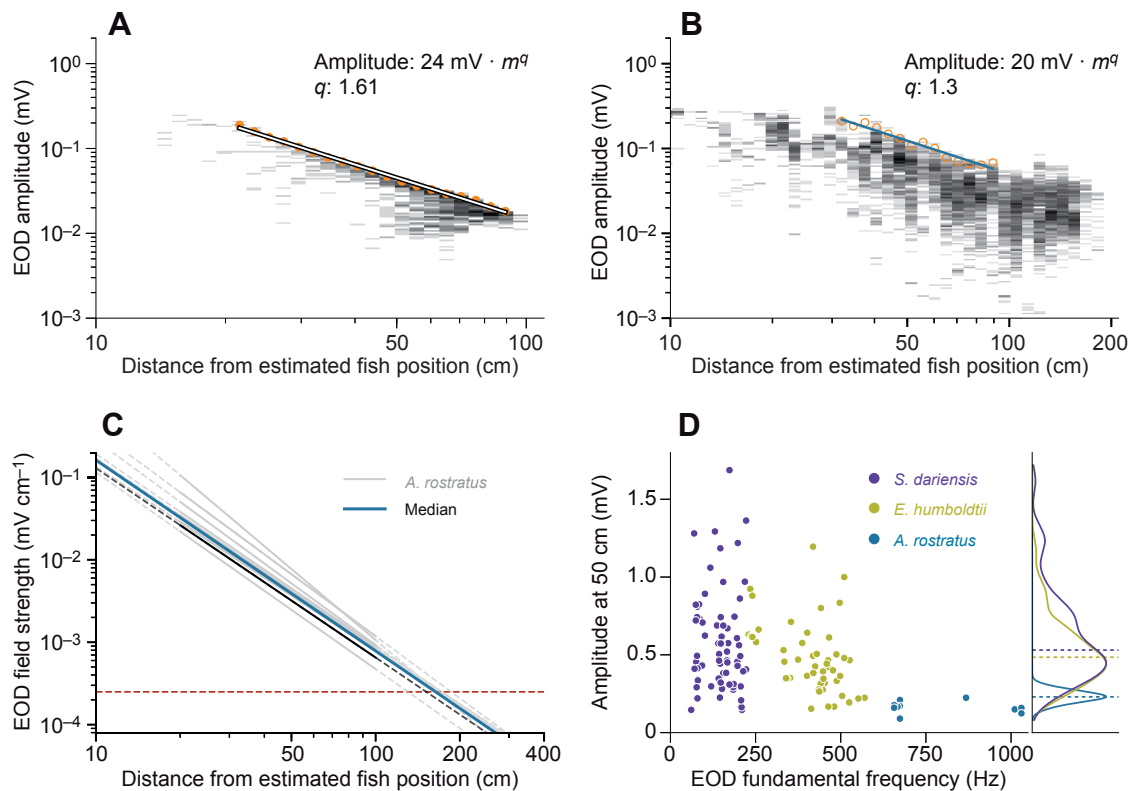 A
Amplitude: 24 mV · m^q
q: 1.61
EOD amplitude (mV)
10⁰
10⁻¹
10⁻²
10⁻³
10 50 100
Distance from estimated fish position (cm)
B
Amplitude: 20 mV · m^q
q: 1.3
EOD amplitude (mV)
10⁰
10⁻¹
10⁻²
10⁻³
10 50 100 200
Distance from estimated fish position (cm)
C
A. rostratus
Median
EOD field strength (mV cm⁻¹)
10⁻¹
10⁻²
10⁻³
10⁻⁴
10 50 100 200 400
Distance from estimated fish position (cm)
D
S. dariensis
E. humboldtii
A. rostratus
Amplitude at 50 cm (mV)
1.5
1.0
0.5
0
0 250 500 750 1000
EOD fundamental frequency (Hz)